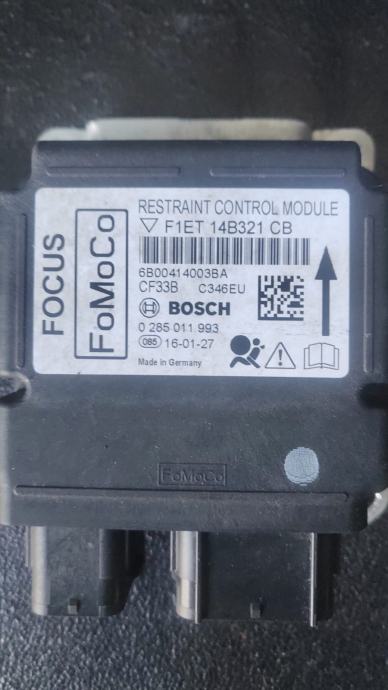 FOCUS
FoMoCo
RESTRAINT CONTROL MODULE
F1ET 14B321 CB
6B00414003BA
CF33B C346EU
BOSCH
0 285 011 993
085 16-01-27
Made in Germany
FoMoCo